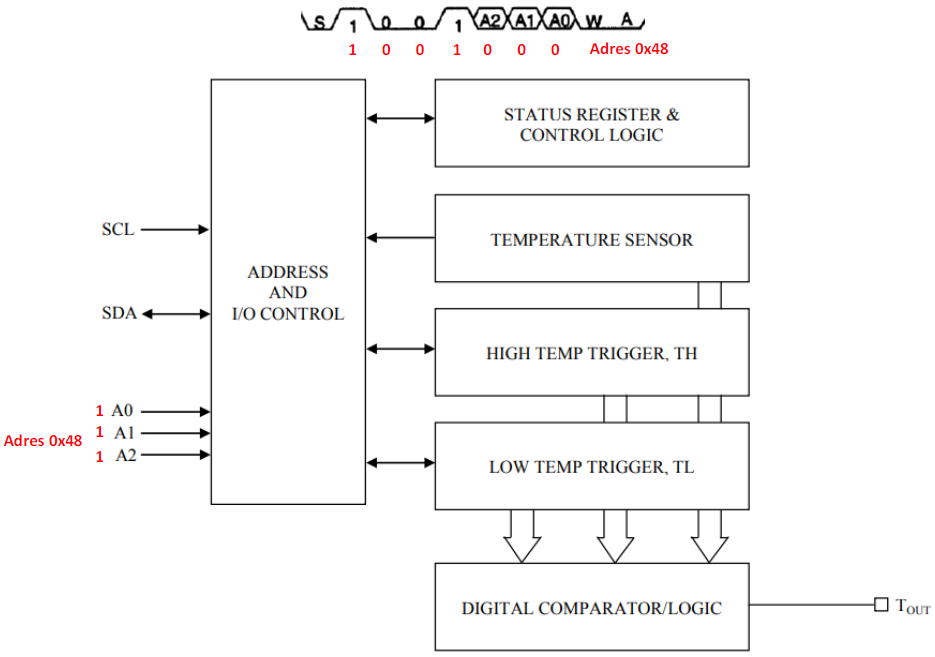 S 1 0 0 1 A2 A1 A0 W A
1 0 0 1 0 0 0 Adres 0x48
STATUS REGISTER &
CONTROL LOGIC
SCL
TEMPERATURE SENSOR
ADDRESS
AND
I/O CONTROL
SDA
HIGH TEMP TRIGGER, TH
1 A0
1 A1
Adres 0x48
1 A2
LOW TEMP TRIGGER, TL
DIGITAL COMPARATOR/LOGIC
TOUT